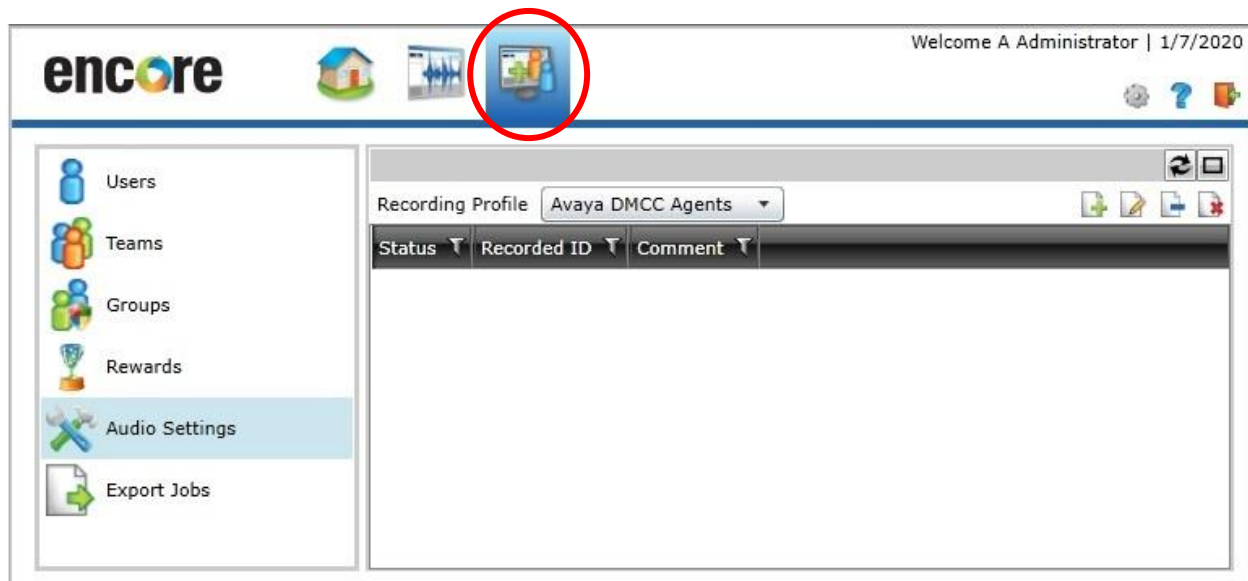 encore
Welcome A Administrator | 1/7/2020
Users
Teams
Groups
Rewards
Audio Settings
Export Jobs
Recording Profile Avaya DMCC Agents
Status Recorded ID Comment